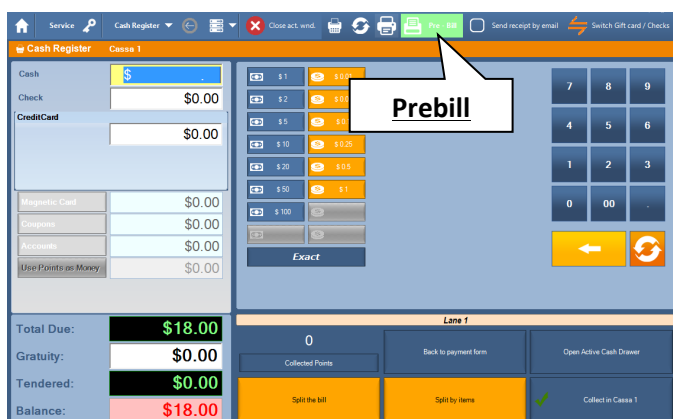 Service
Cash Register
Close act. wnd.
Pre - Bill
Send receipt by email
Switch Gift card / Checks
Cash Register
Cassa 1
Prebill
Cash
$ .
Check
$0.00
CreditCard
$0.00
Magnetic Card
$0.00
Coupons
$0.00
Accounts
$0.00
Use Points as Money
$0.00
$ 1
$ 2
$ 5
$ 10
$ 0.25
$ 20
$ 0.5
$ 50
$ 1
$ 100
Exact
7 8 9
4 5 6
1 2 3
0 00 .
Total Due:
$18.00
Gratuity:
$0.00
Tendered:
$0.00
Balance:
$18.00
Lane 1
0
Collected Points
Back to payment form
Open Active Cash Drawer
Split the bill
Split by items
Collect in Cassa 1